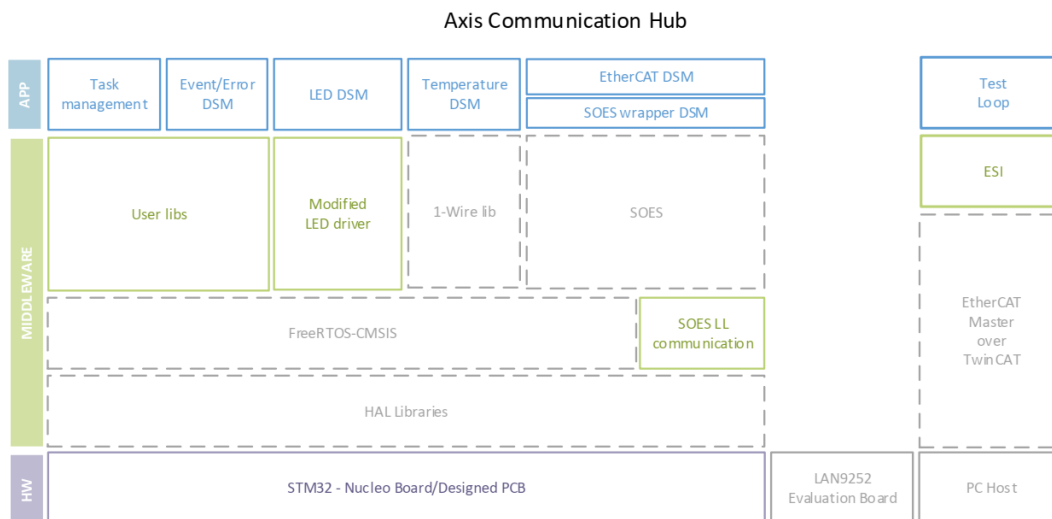 Axis Communication Hub
APP
Task
management
Event/Error
DSM
LED DSM
Temperature
DSM
EtherCAT DSM
SOES wrapper DSM
Test
Loop
MIDDLEWARE
User libs
Modified
LED driver
1-Wire lib
SOES
ESI
FreeRTOS-CMSIS
SOES LL
communication
EtherCAT
Master
over
TwinCAT
HAL Libraries
HW
STM32 - Nucleo Board/Designed PCB
LAN9252
Evaluation Board
PC Host